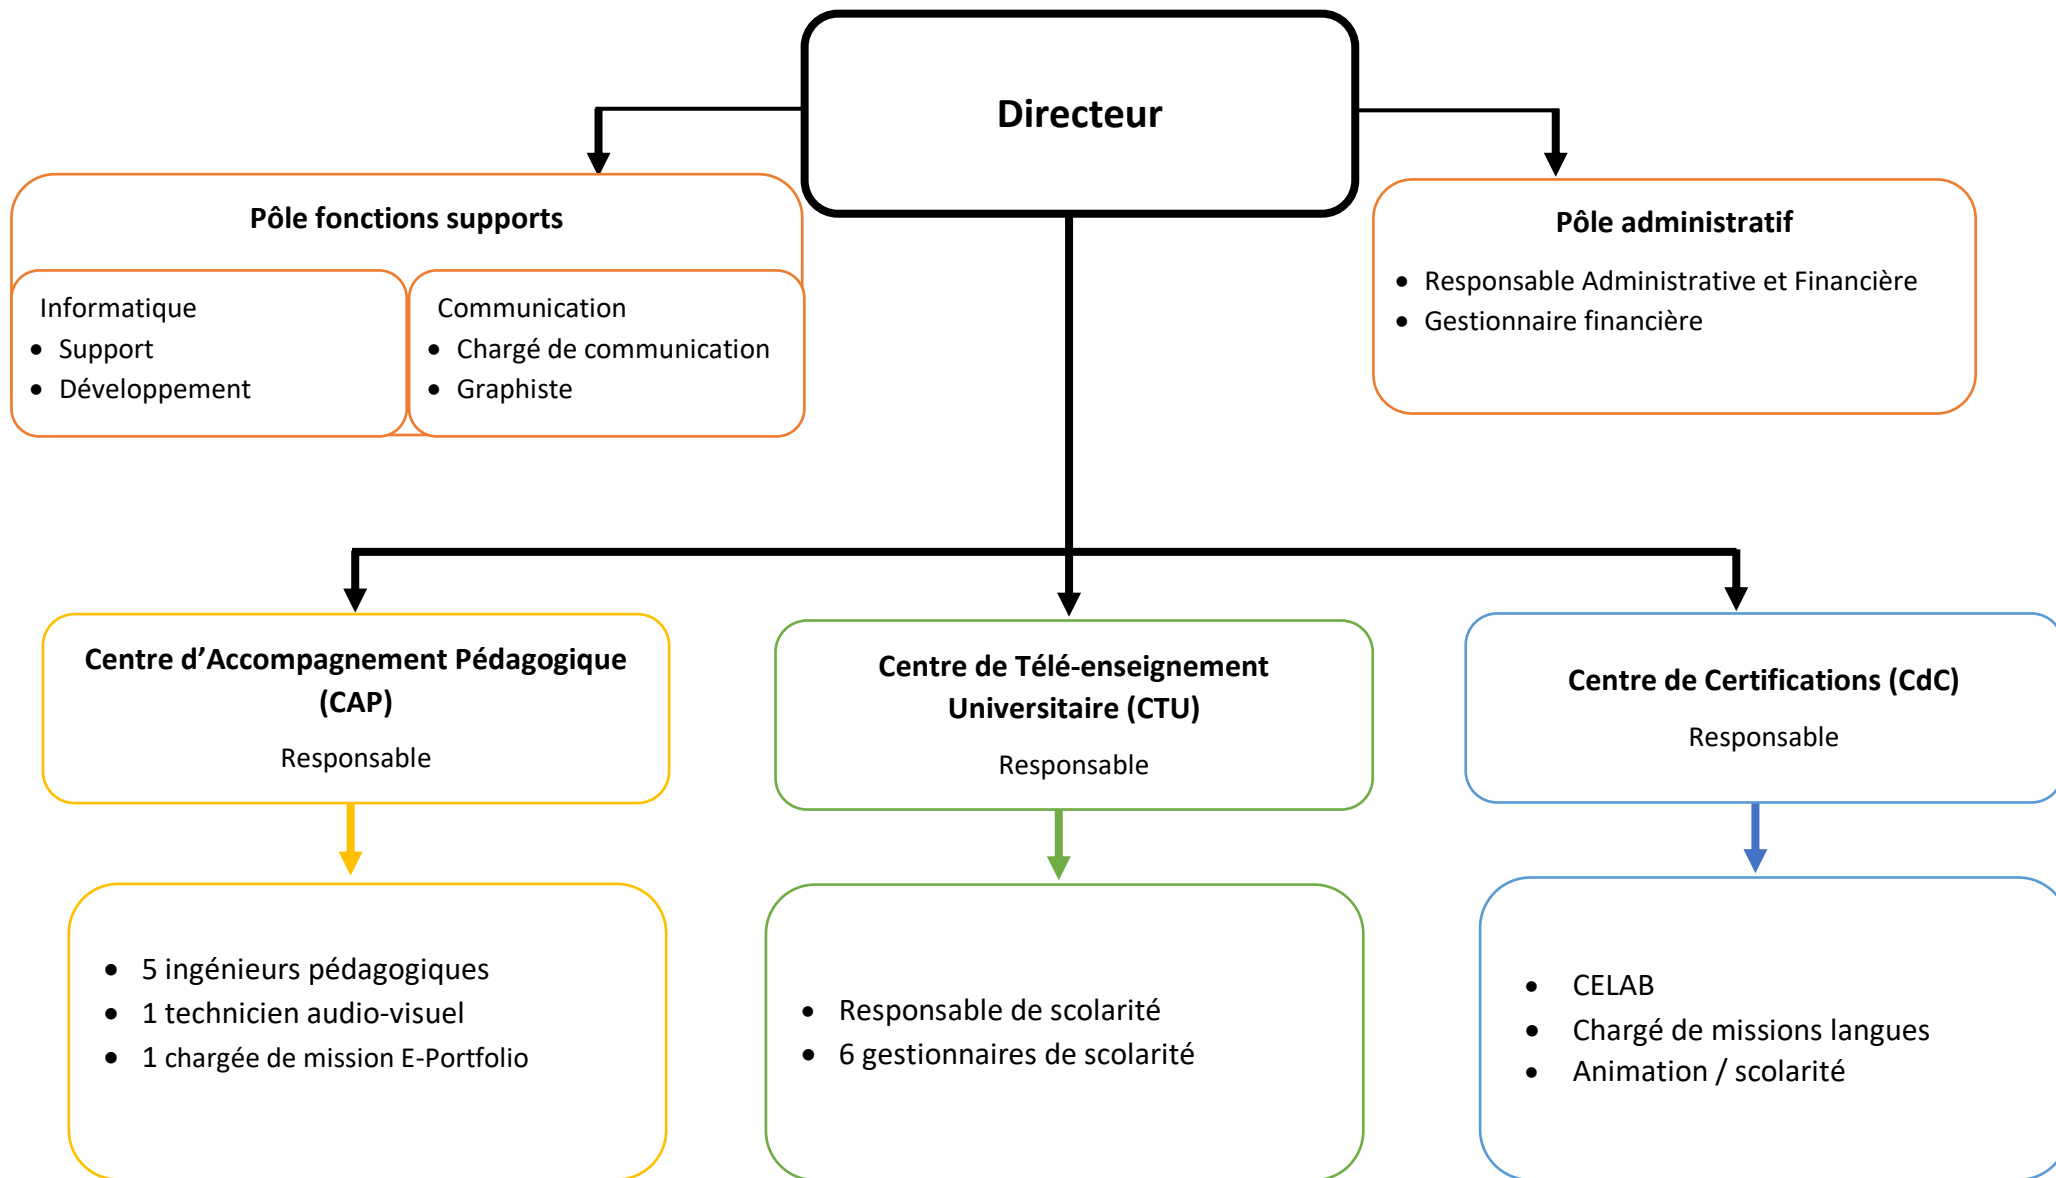 Directeur
Pôle fonctions supports
Informatique
• Support
• Développement
Communication
• Chargé de communication
• Graphiste
Pôle administratif
• Responsable Administrative et Financière
• Gestionnaire financière
Centre d’Accompagnement Pédagogique
(CAP)
Responsable
Centre de Télé-enseignement
Universitaire (CTU)
Responsable
Centre de Certifications (CdC)
Responsable
• 5 ingénieurs pédagogiques
• 1 technicien audio-visuel
• 1 chargée de mission E-Portfolio
• Responsable de scolarité
• 6 gestionnaires de scolarité
• CELAB
• Chargé de missions langues
• Animation / scolarité